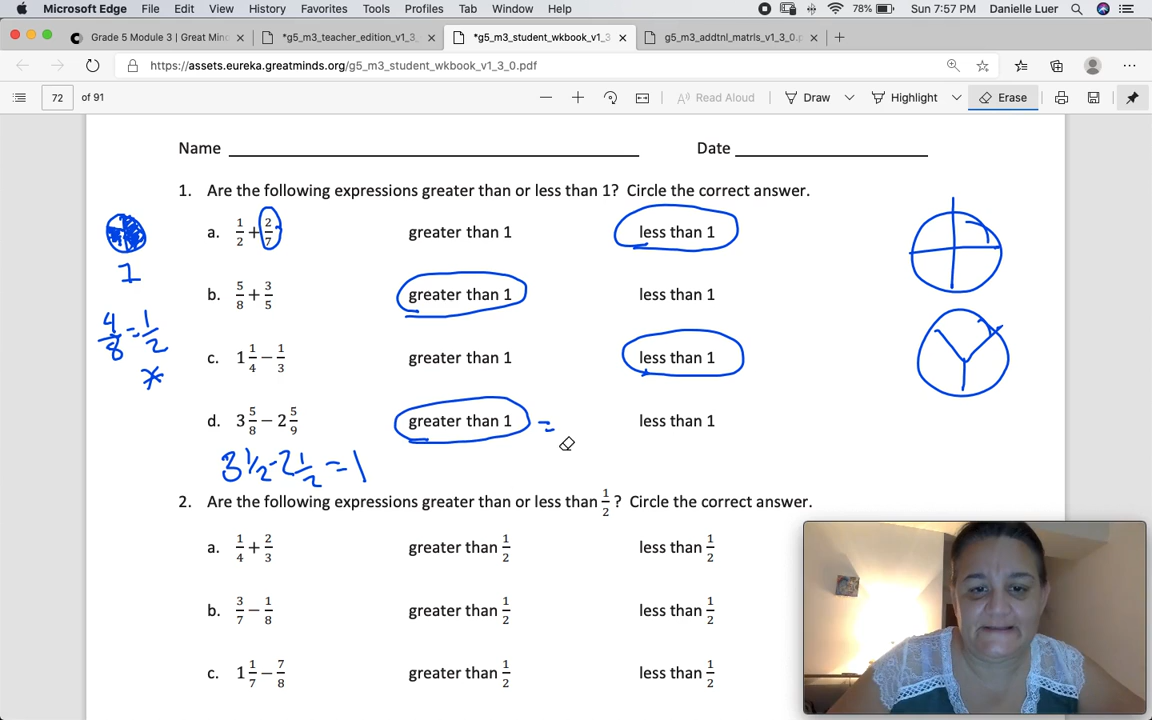 Microsoft Edge File Edit View History Favorites Tools Profiles Tab Window Help 78% Sun 7:57 PM Danielle Luer
Grade 5 Module 3 | Great Min *g5_m3_teacher_edition_v1_3_ *g5_m3_student_wkbook_v1_3 g5_m3_addtnl_matrls_v1_3_0.p
https://assets.eureka.greatminds.org/g5_m3_student_wkbook_v1_3_0.pdf
72 of 91 Read Aloud Draw Highlight Erase
Name Date
1. Are the following expressions greater than or less than 1? Circle the correct answer.
a. 1/2 + 2/7 greater than 1 less than 1
1
b. 5/8 + 3/5 greater than 1 less than 1
4/8 = 1/2
*
c. 1 1/4 − 1/3 greater than 1 less than 1
d. 3 5/8 − 2 5/9 greater than 1 = less than 1
3 1/2 - 2 1/2 = 1
2. Are the following expressions greater than or less than 1/2? Circle the correct answer.
a. 1/4 + 2/3 greater than 1/2 less than 1/2
b. 3/7 − 1/8 greater than 1/2 less than 1/2
c. 1 1/7 − 7/8 greater than 1/2 less than 1/2